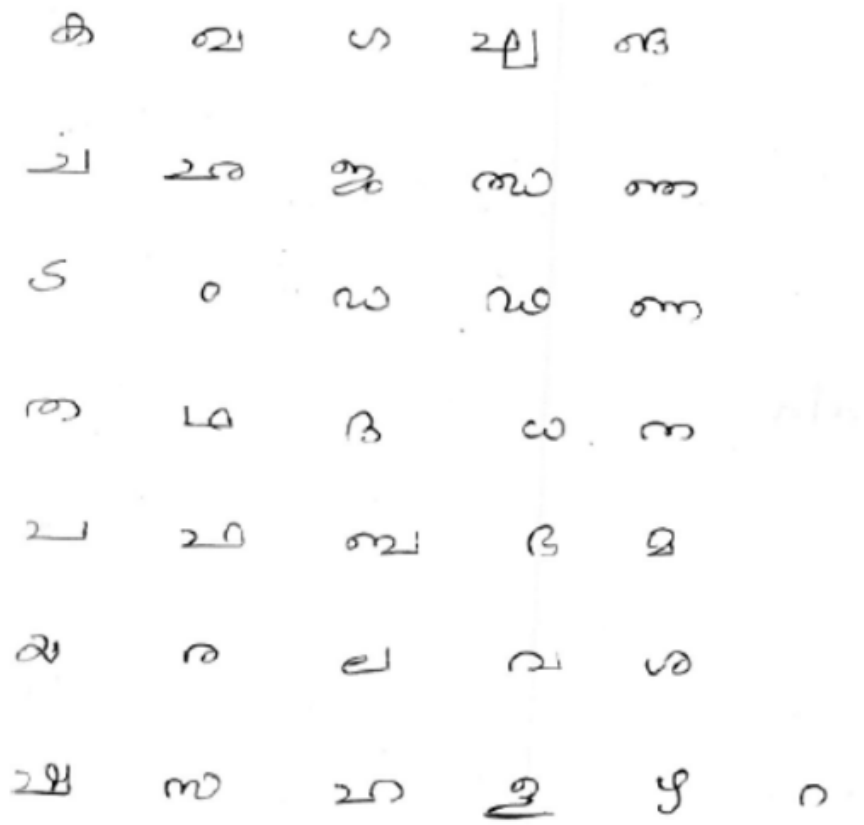 ക ഖ ഗ ഘ ങ
ച ഛ ജ ഝ ഞ
ട ഠ ഡ ഢ ണ
ത ഥ ദ ധ ന
പ ഫ ബ ഭ മ
യ ര ല വ ശ
ഷ സ ഹ ള ഴ റ